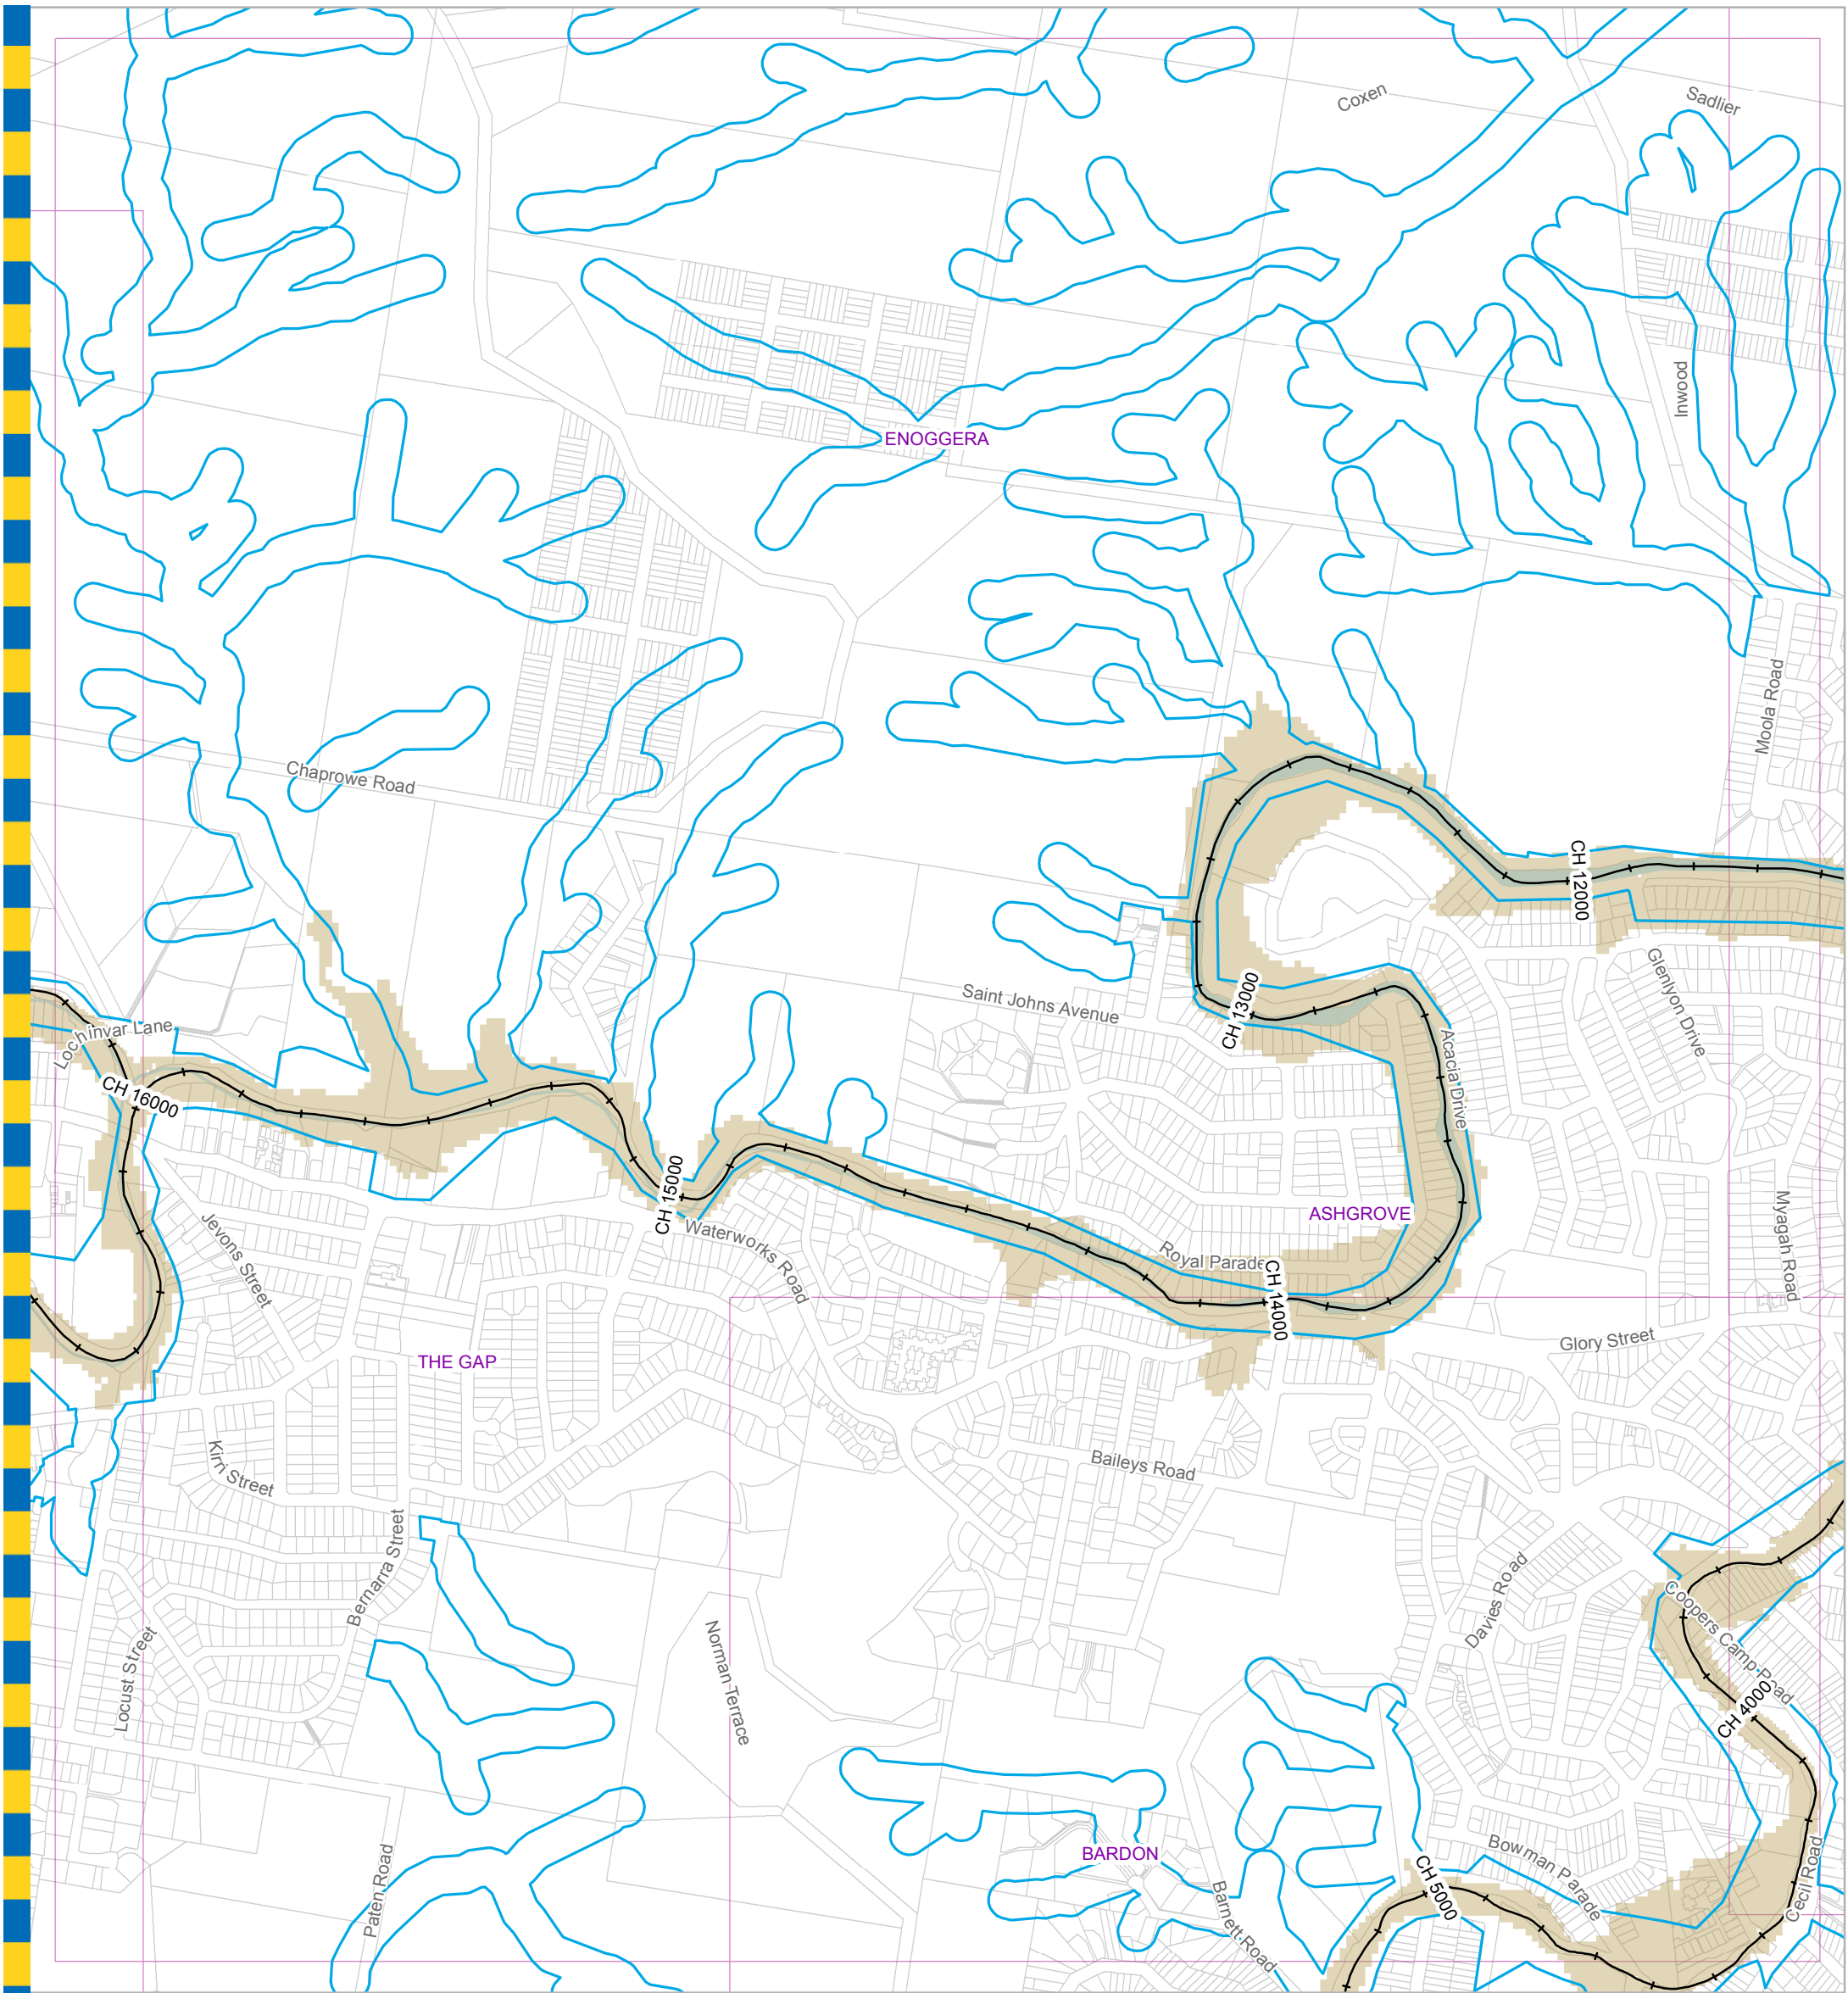 Coxen
Sadlier
Inwood
ENOGGERA
Moola Road
Chaprowe Road
CH 12000
Glenlyon Drive
Saint Johns Avenue
CH 13000
Acacia Drive
Lochinvar Lane
CH 16000
CH 15000
Jevons Street
Waterworks Road
ASHGROVE
Myagah Road
Royal Parade
CH 14000
Glory Street
THE GAP
Kirri Street
Baileys Road
Bernarra Street
Davies Road
Coopers Camp Road
Locust Street
Norman Terrace
CH 4000
Bowman Parade
BARDON
CH 5000
Cecil Road
Paten Road
Barnett Road